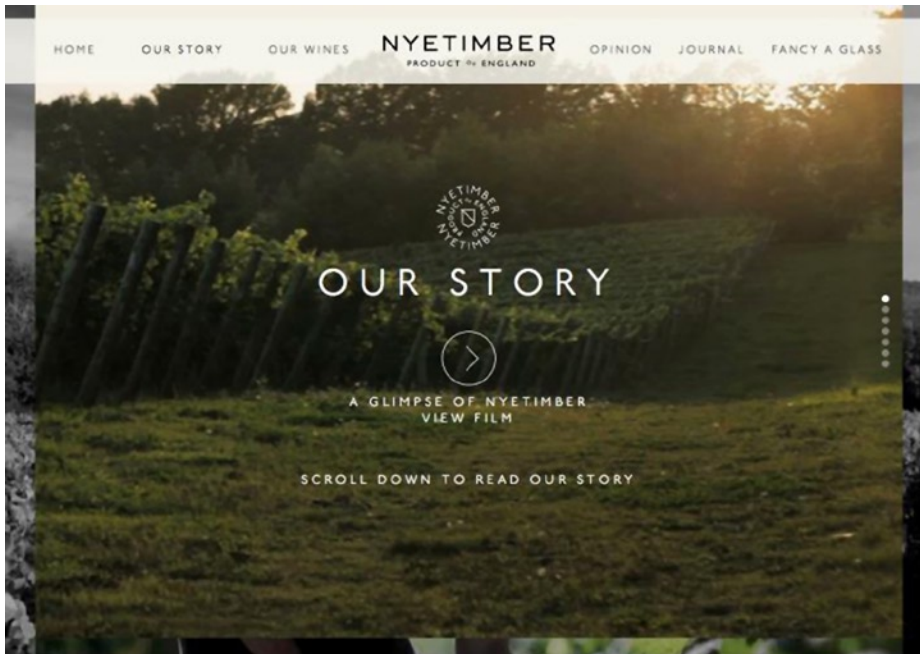 HOME OUR STORY OUR WINES NYETIMBER OPINION JOURNAL FANCY A GLASS
PRODUCT OF ENGLAND
NYETIMBER
PRODUCT OF ENGLAND
NYETIMBER
OUR STORY
A GLIMPSE OF NYETIMBER
VIEW FILM
SCROLL DOWN TO READ OUR STORY